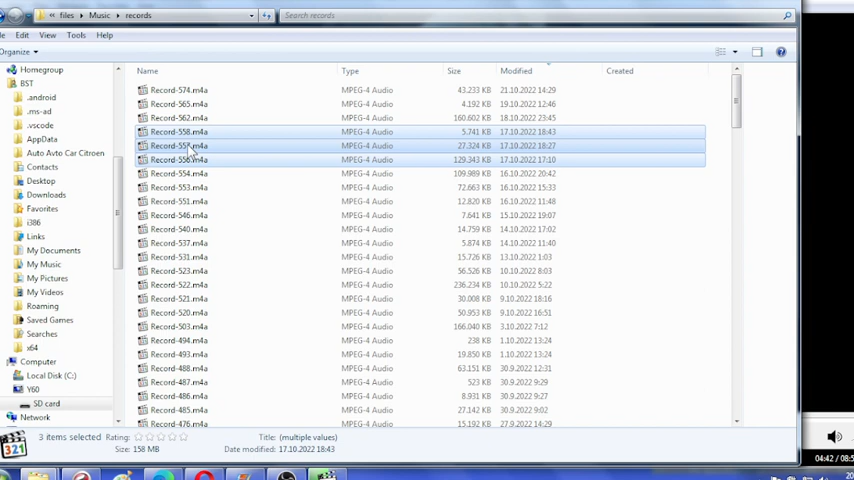 « files ▸ Music ▸ records
Search records
Edit View Tools Help
Organize
Name Type Size Modified Created
Homegroup
BST
.android
.ms-ad
.vscode
AppData
Auto Avto Car Citroen
Contacts
Desktop
Downloads
Favorites
i386
Links
My Documents
My Music
My Pictures
My Videos
Roaming
Saved Games
Searches
x64
Computer
Local Disk (C:)
Y60
SD card
Network
Record-574.m4a MPEG-4 Audio 43.233 KB 21.10.2022 14:29
Record-565.m4a MPEG-4 Audio 4.192 KB 19.10.2022 12:46
Record-562.m4a MPEG-4 Audio 160.602 KB 18.10.2022 23:45
Record-558.m4a MPEG-4 Audio 5.741 KB 17.10.2022 18:43
MPEG-4 Audio 27.324 KB 17.10.2022 18:27
Record-556.m4a MPEG-4 Audio 129.343 KB 17.10.2022 17:10
Record-554.m4a MPEG-4 Audio 109.989 KB 16.10.2022 20:42
Record-553.m4a MPEG-4 Audio 72.663 KB 16.10.2022 15:33
Record-551.m4a MPEG-4 Audio 12.820 KB 16.10.2022 11:48
Record-546.m4a MPEG-4 Audio 7.641 KB 15.10.2022 19:07
Record-540.m4a MPEG-4 Audio 14.759 KB 14.10.2022 17:02
Record-537.m4a MPEG-4 Audio 5.874 KB 14.10.2022 11:40
Record-531.m4a MPEG-4 Audio 15.726 KB 13.10.2022 1:03
Record-523.m4a MPEG-4 Audio 56.526 KB 10.10.2022 8:03
Record-522.m4a MPEG-4 Audio 236.234 KB 10.10.2022 5:22
Record-521.m4a MPEG-4 Audio 30.008 KB 9.10.2022 18:16
Record-520.m4a MPEG-4 Audio 50.953 KB 9.10.2022 16:51
Record-503.m4a MPEG-4 Audio 166.040 KB 3.10.2022 7:12
Record-494.m4a MPEG-4 Audio 238 KB 1.10.2022 13:24
Record-493.m4a MPEG-4 Audio 19.850 KB 1.10.2022 13:24
Record-488.m4a MPEG-4 Audio 63.151 KB 30.9.2022 12:31
Record-487.m4a MPEG-4 Audio 523 KB 30.9.2022 9:29
Record-486.m4a MPEG-4 Audio 8.931 KB 30.9.2022 9:27
Record-485.m4a MPEG-4 Audio 27.142 KB 30.9.2022 9:02
Record-476.m4a MPEG-4 Audio 15.192 KB 27.9.2022 14:29
3 items selected Rating: Title: (multiple values)
Size: 158 MB Date modified: 17.10.2022 18:43
321
04:42 / 08:5
20